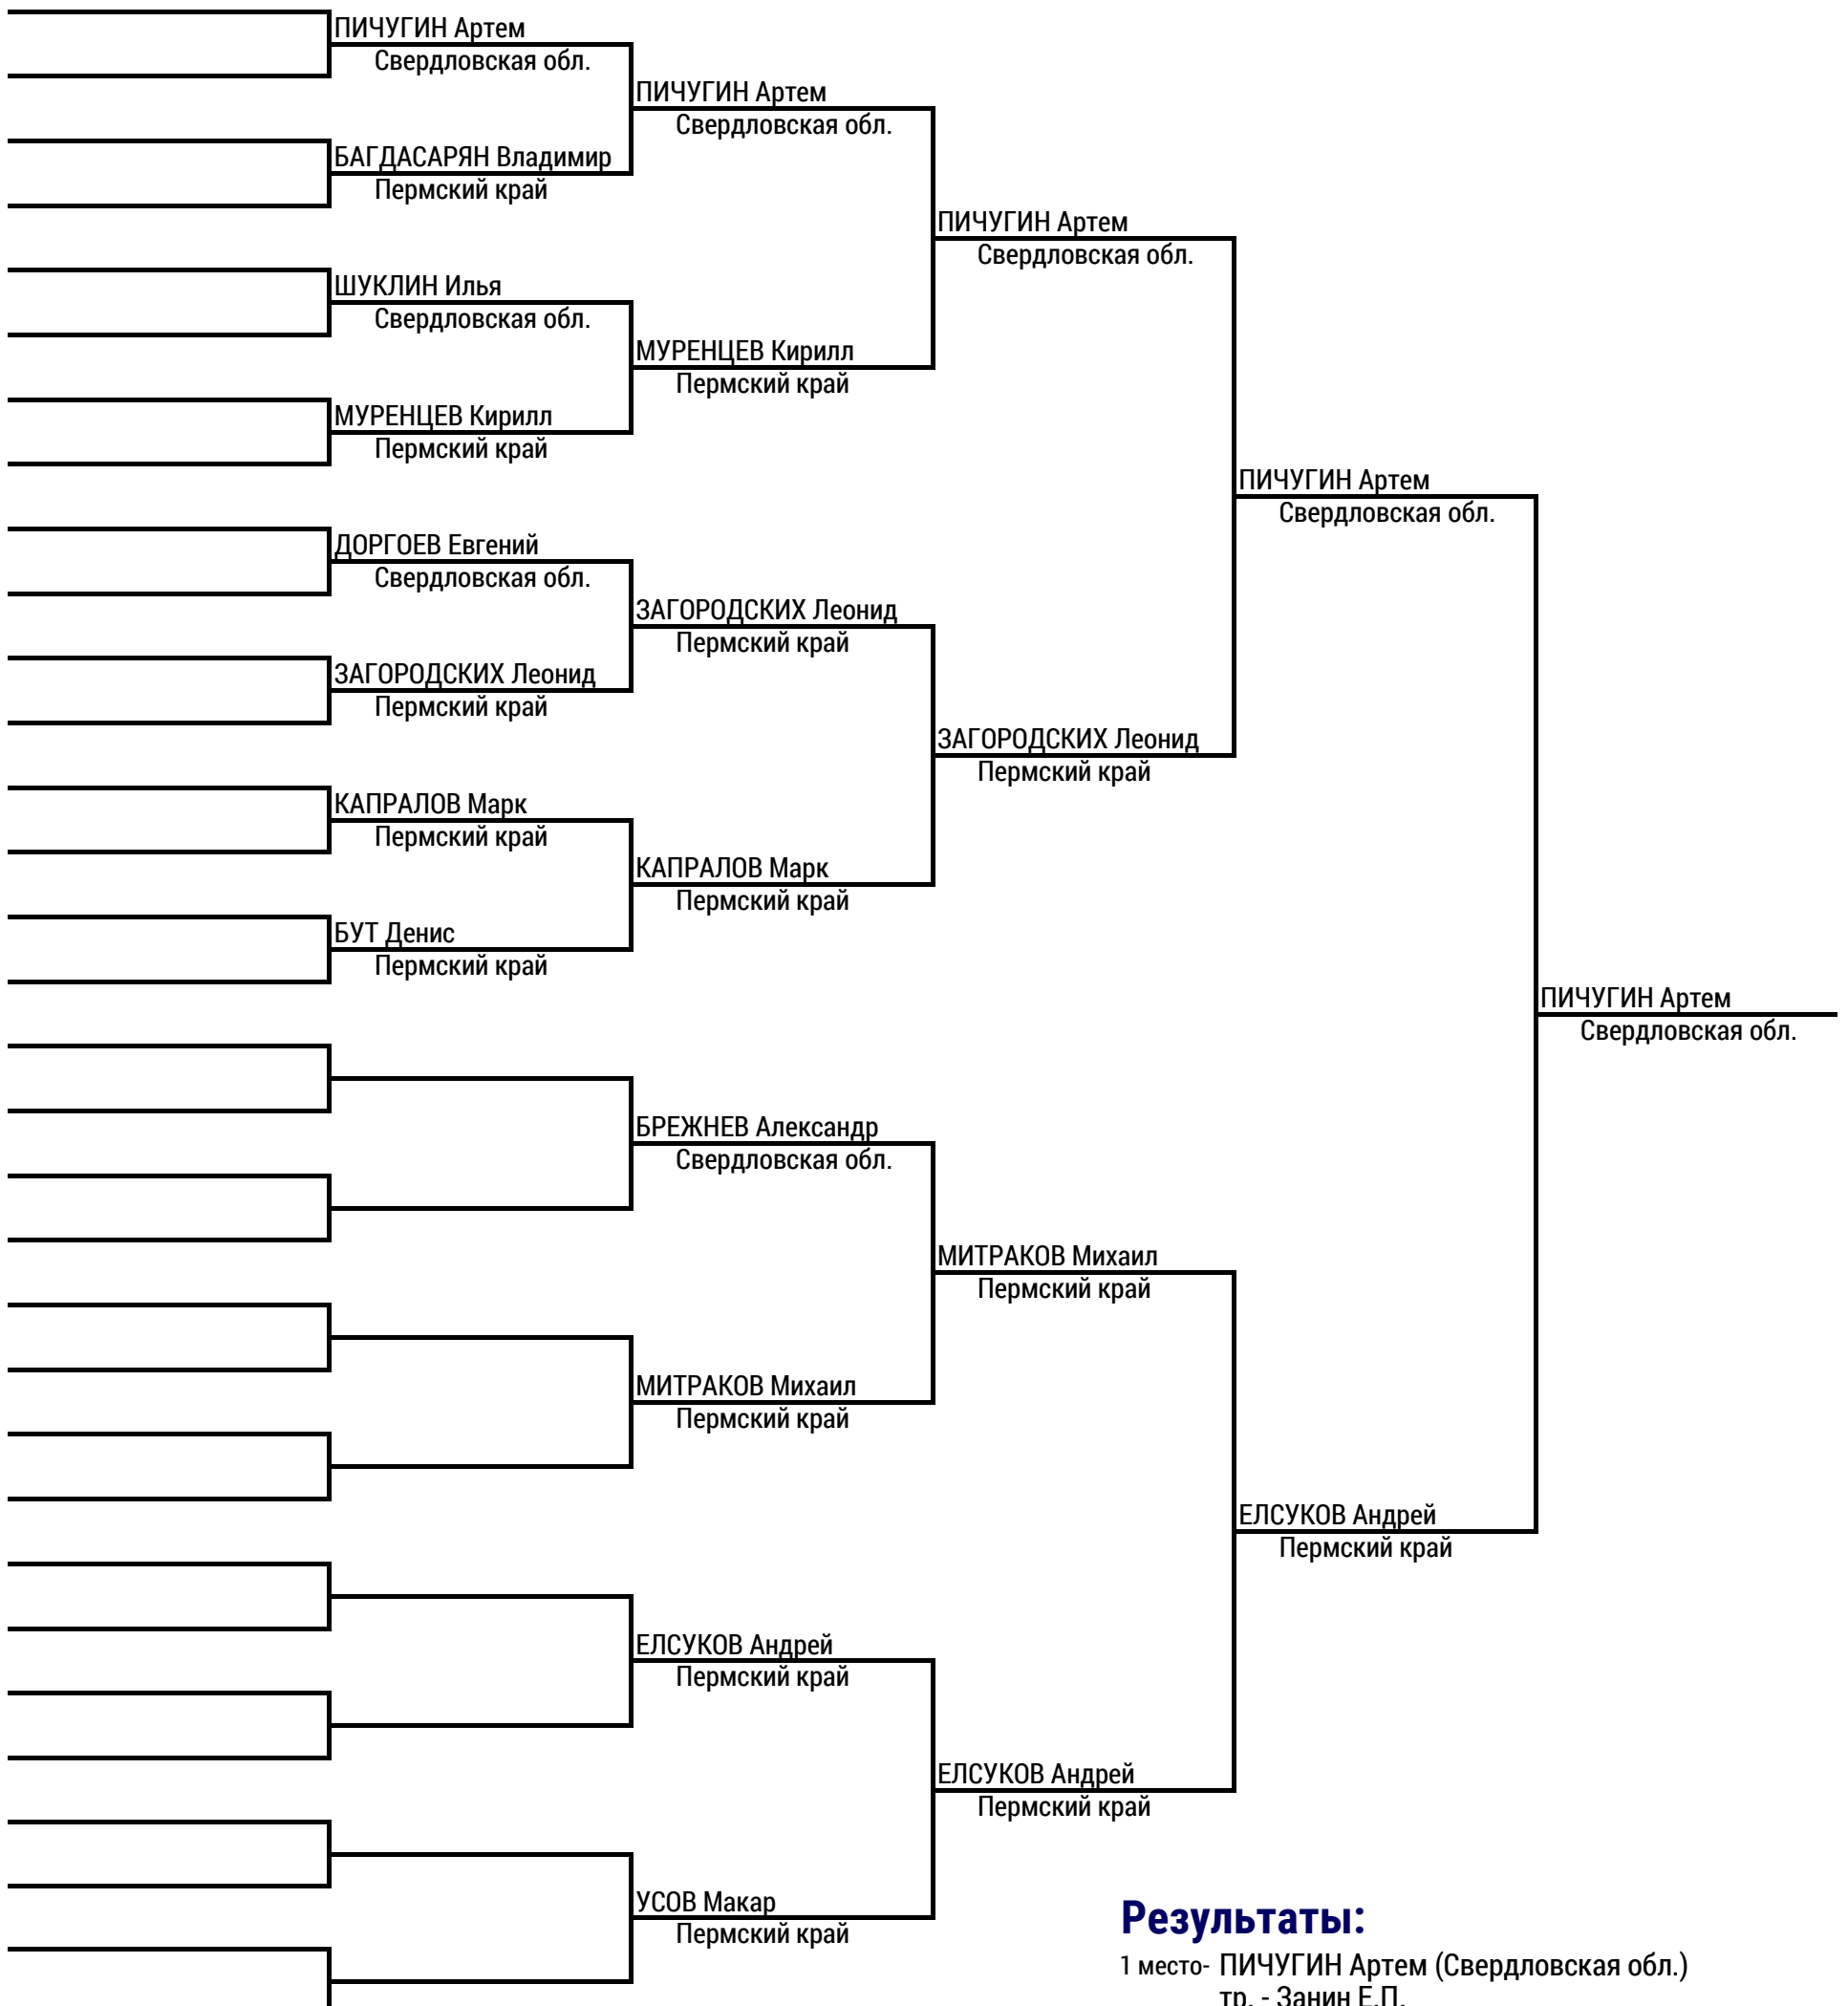 ПИЧУГИН Артем
Свердловская обл.
БАГДАСАРЯН Владимир
Пермский край
ШУКЛИН Илья
Свердловская обл.
МУРЕНЦЕВ Кирилл
Пермский край
ДОРГОЕВ Евгений
Свердловская обл.
ЗАГОРОДСКИХ Леонид
Пермский край
КАПРАЛОВ Марк
Пермский край
БУТ Денис
Пермский край
ПИЧУГИН Артем
Свердловская обл.
МУРЕНЦЕВ Кирилл
Пермский край
ЗАГОРОДСКИХ Леонид
Пермский край
КАПРАЛОВ Марк
Пермский край
БРЕЖНЕВ Александр
Свердловская обл.
МИТРАКОВ Михаил
Пермский край
ЕЛСУКОВ Андрей
Пермский край
УСОВ Макар
Пермский край
ПИЧУГИН Артем
Свердловская обл.
ЗАГОРОДСКИХ Леонид
Пермский край
МИТРАКОВ Михаил
Пермский край
ЕЛСУКОВ Андрей
Пермский край
ПИЧУГИН Артем
Свердловская обл.
ЕЛСУКОВ Андрей
Пермский край
ПИЧУГИН Артем
Свердловская обл.
Результаты:
1 место- ПИЧУГИН Артем (Свердловская обл.)
тр. - Занин Е.П.